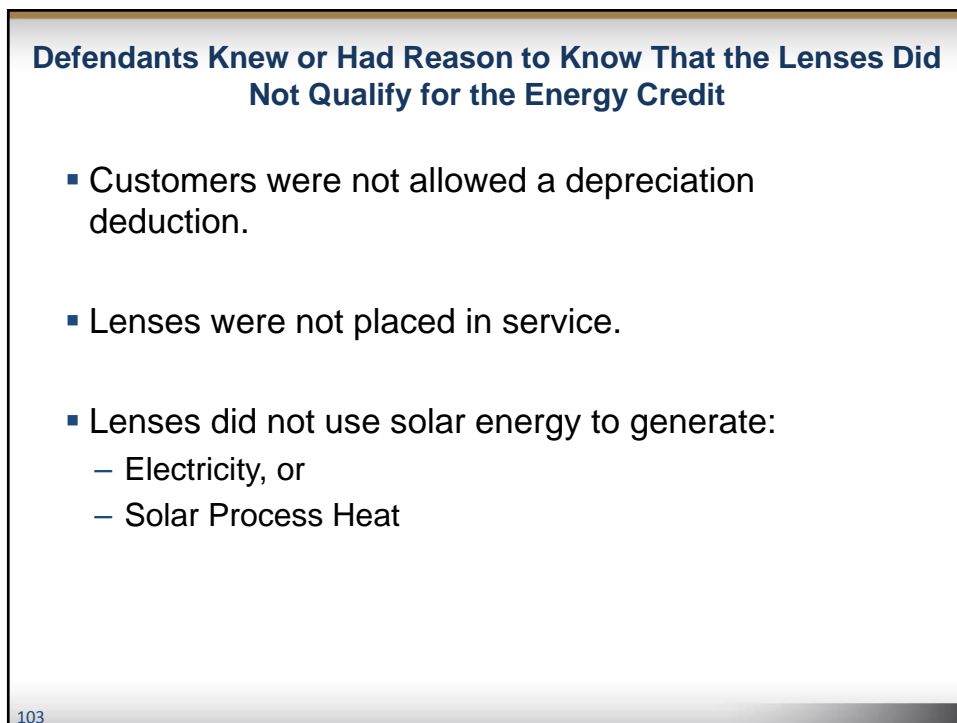 Defendants Knew or Had Reason to Know That the Lenses Did
Not Qualify for the Energy Credit
▪ Customers were not allowed a depreciation
deduction.
▪ Lenses were not placed in service.
▪ Lenses did not use solar energy to generate:
– Electricity, or
– Solar Process Heat
103